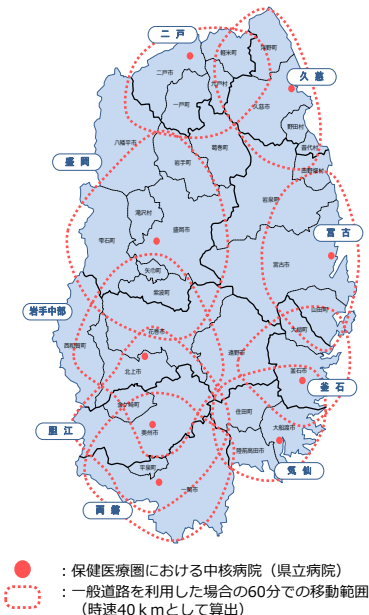 二戸
軽米町
洋野町
二戸市
九戸村
久慈
一戸町
久慈市
野田村
八幡平市
葛巻町
普代村
盛岡
岩手町
田野畑村
岩泉町
滝沢村
盛岡市
雫石町
宮古
宮古市
矢巾町
紫波町
岩手中部
山田町
花巻市
大槌町
西和賀町
遠野市
北上市
釜石市
釜石
金ケ崎町
住田町
胆江
奥州市
大船渡市
陸前高田市
平泉町
気仙
一関市
両磐
：保健医療圏における中核病院（県立病院）
：一般道路を利用した場合の60分での移動範囲
（時速40ｋｍとして算出）